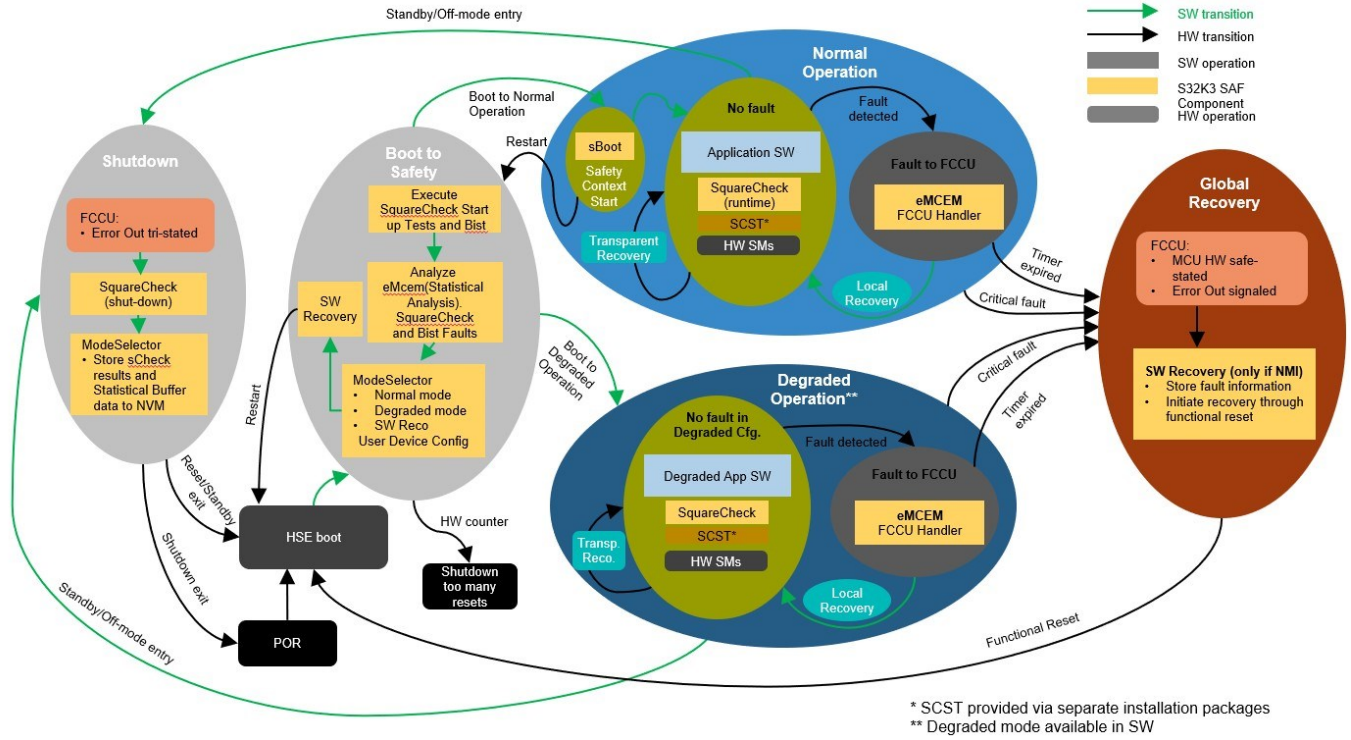 Standby/Off-mode entry
SW transition
HW transition
SW operation
S32K3 SAF
Component
HW operation
Normal
Operation
Boot to Normal
Operation
Restart
sBoot
Safety
Context
Start
No fault
Application SW
SquareCheck
(runtime)
SCST*
HW SMs
Transparent
Recovery
Fault
detected
Fault to FCCU
eMCEM
FCCU Handler
Local
Recovery
Timer
expired
Critical fault
Shutdown
FCCU:
• Error Out tri-stated
SquareCheck
(shut-down)
ModeSelector
• Store sCheck
results and
Statistical Buffer
data to NVM
Boot to
Safety
Execute
SquareCheck Start
up Tests and Bist
Analyze
eMcem(Statistical
Analysis).
SquareCheck
and Bist Faults
SW
Recovery
ModeSelector
• Normal mode
• Degraded mode
• SW Reco
User Device Config
Restart
Boot to
Degraded
Operation
Global
Recovery
FCCU:
• MCU HW safe-
stated
• Error Out signaled
SW Recovery (only if NMI)
• Store fault information
• Initiate recovery through
functional reset
Critical fault
Timer
expired
Degraded
Operation**
No fault in
Degraded Cfg.
Degraded App SW
SquareCheck
SCST*
HW SMs
Transp.
Reco.
Fault detected
Fault to FCCU
eMCEM
FCCU Handler
Local
Recovery
Reset/Standby
exit
HSE boot
HW counter
Shutdown
too many
resets
Shutdown exit
POR
Standby/Off-mode entry
Functional Reset
* SCST provided via separate installation packages
** Degraded mode available in SW